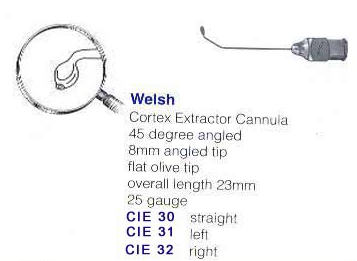 Welsh
Cortex Extractor Cannula
45 degree angled
8mm angled tip
flat olive tip
overall length 23mm
25 gauge
CIE 30 straight
CIE 31 left
CIE 32 right